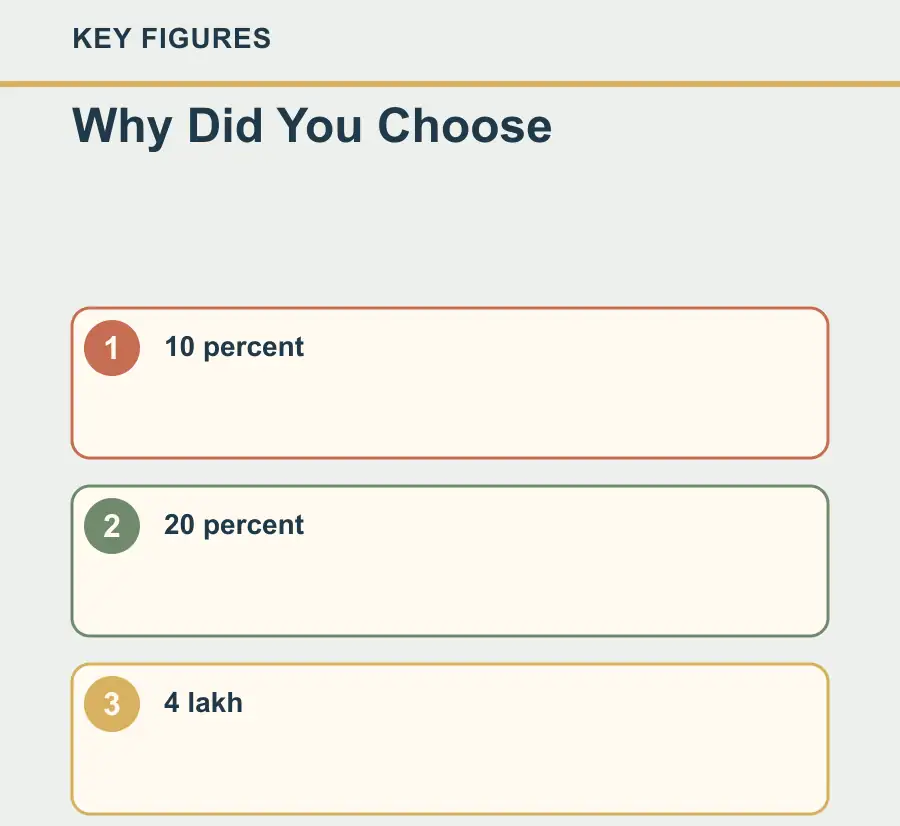 KEY FIGURES
Why Did You Choose
1 10 percent
2 20 percent
3 4 lakh